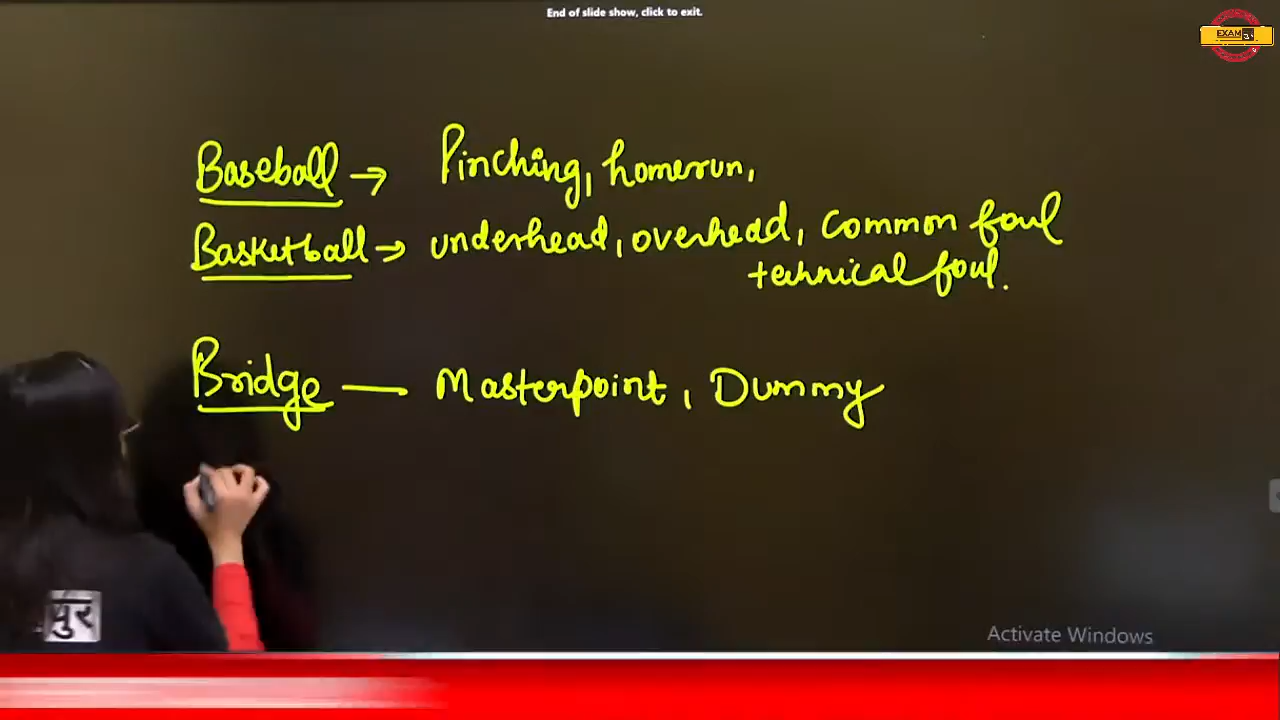 End of slide show, click to exit.
EXAM
Baseball → Pinching, homerun,
Basketball → underhead, overhead, common foul
technical foul.
Bridge — Masterpoint, Dummy
पुर
Activate Windows